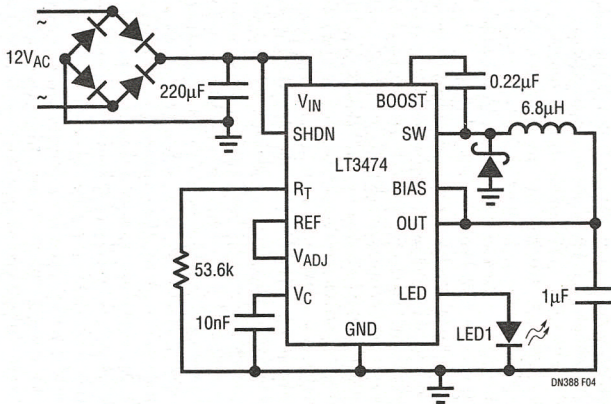 ~
12VAC
~
220µF
VIN
BOOST
0.22µF
6.8µH
SHDN
SW
LT3474
RT
BIAS
REF
OUT
VADJ
53.6k
VC
LED
1µF
10nF
GND
LED1
DN388 F04